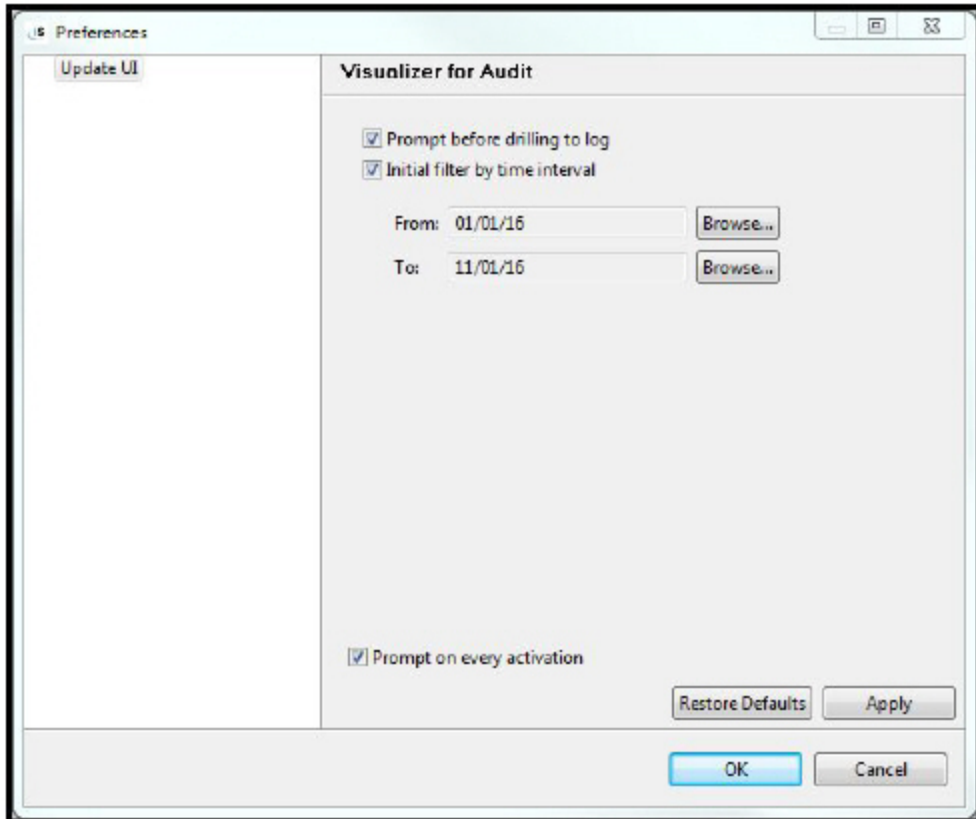 JS Preferences
Update UI
Visualizer for Audit
Prompt before drilling to log
Initial filter by time interval
From: 01/01/16 Browse...
To: 11/01/16 Browse...
Prompt on every activation
Restore Defaults Apply
OK Cancel